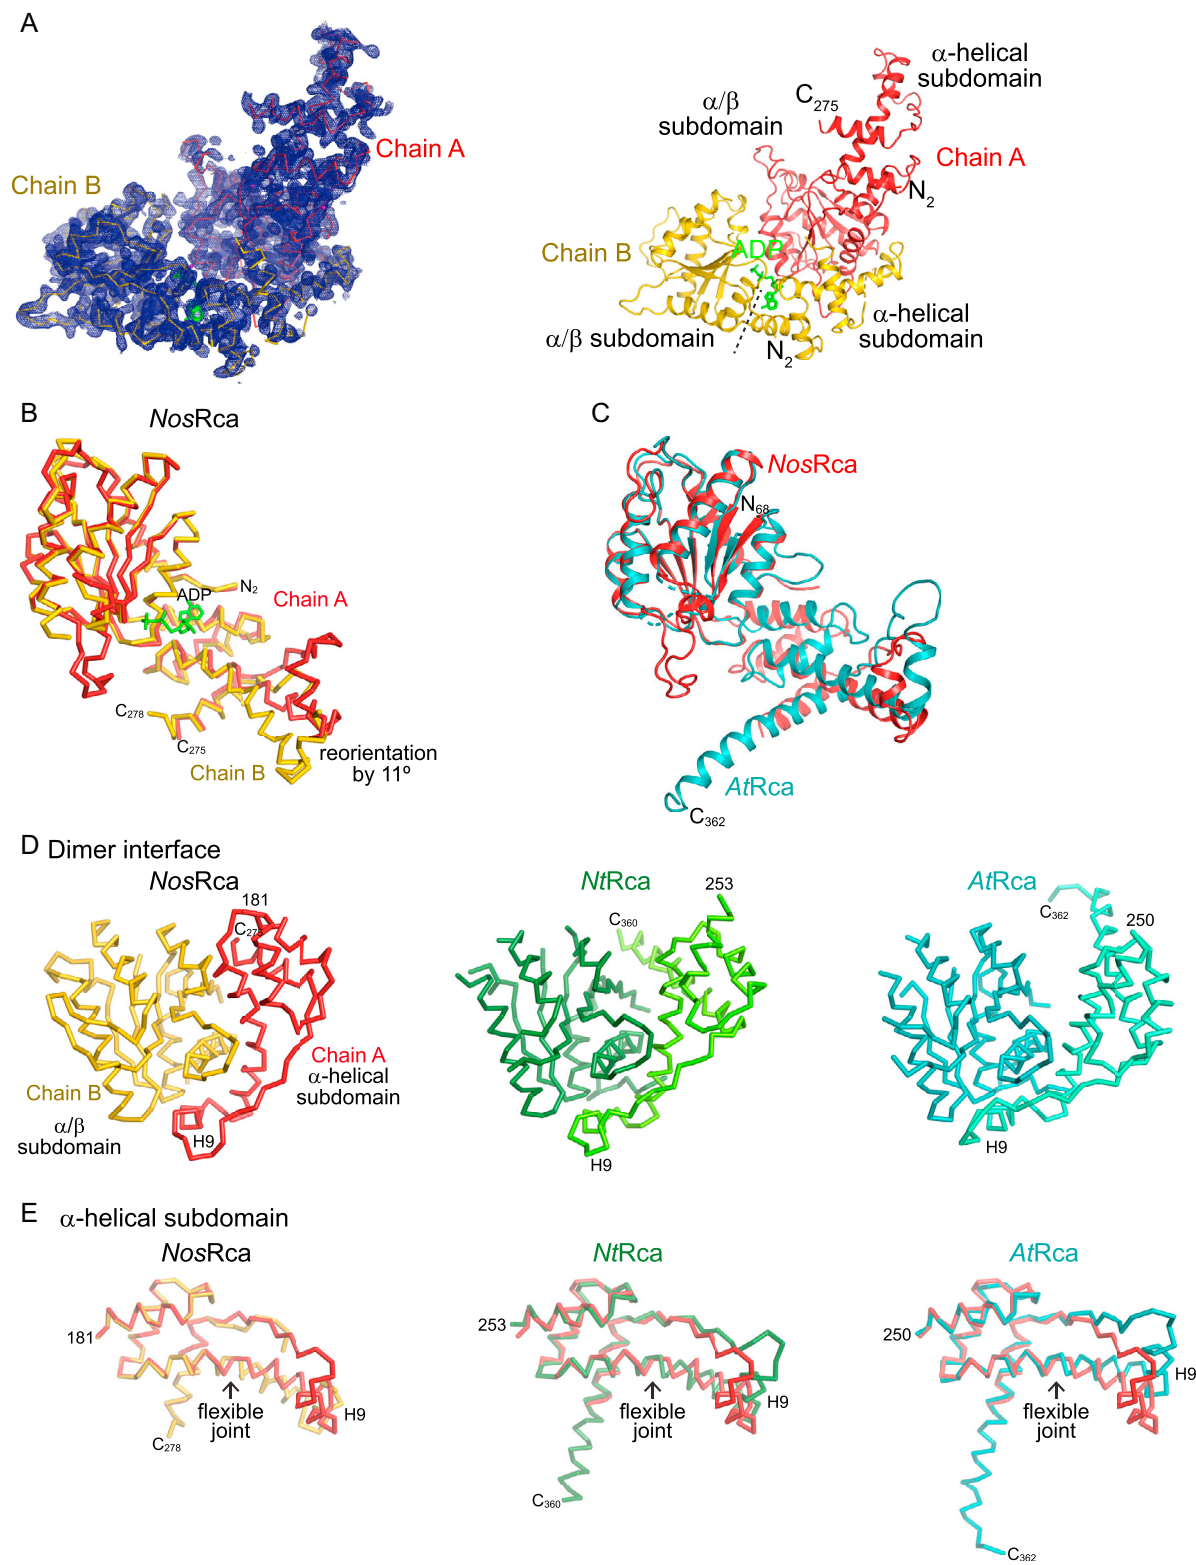 A
Chain A
Chain B
α-helical
subdomain
α/β
subdomain
C275
Chain A
N2
Chain B
ADP
α/β subdomain
N2
α-helical
subdomain
B
NosRca
ADP
N2
Chain A
C278
C275
Chain B
reorientation
by 11º
C
NosRca
N68
AtRca
C362
D Dimer interface
NosRca
181
C275
Chain A
α-helical
subdomain
Chain B
α/β
subdomain
H9
NtRca
253
C360
H9
AtRca
C362
250
H9
E α-helical subdomain
NosRca
181
flexible
joint
H9
C278
NtRca
253
flexible
joint
H9
C360
AtRca
250
H9
flexible
joint
C362